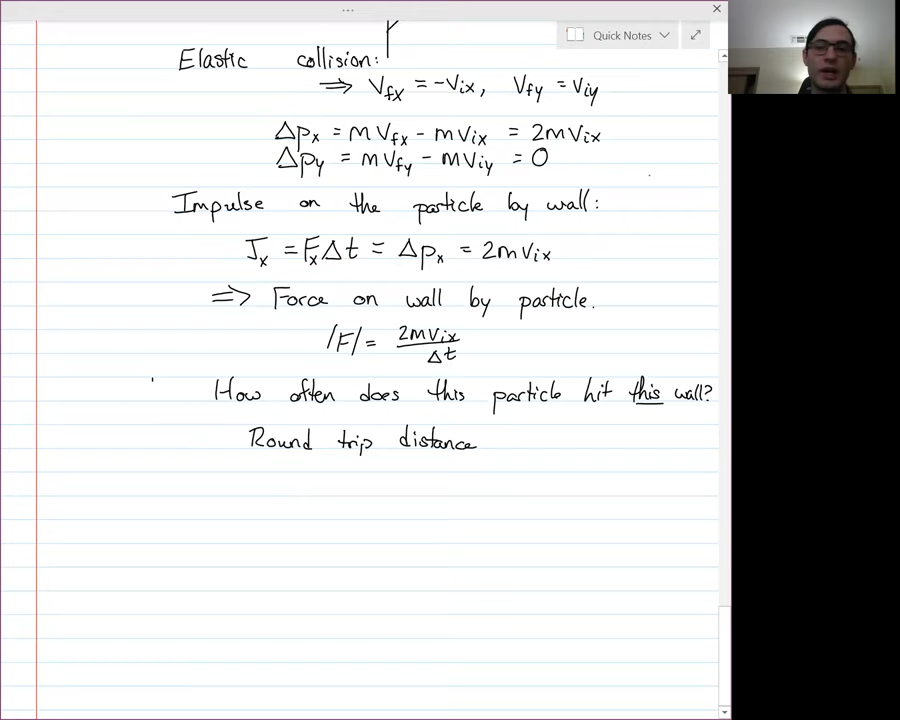 Quick Notes
Elastic collision:
⇒ Vfx = -Vix, Vfy = Viy
Δpx = mVfx - mVix = 2mVix
Δpy = mVfy - mViy = 0
Impulse on the particle by wall:
Jx = FxΔt = Δpx = 2mVix
⇒ Force on wall by particle.
|F| = 2mVix / Δt
How often does this particle hit this wall?
Round trip distance